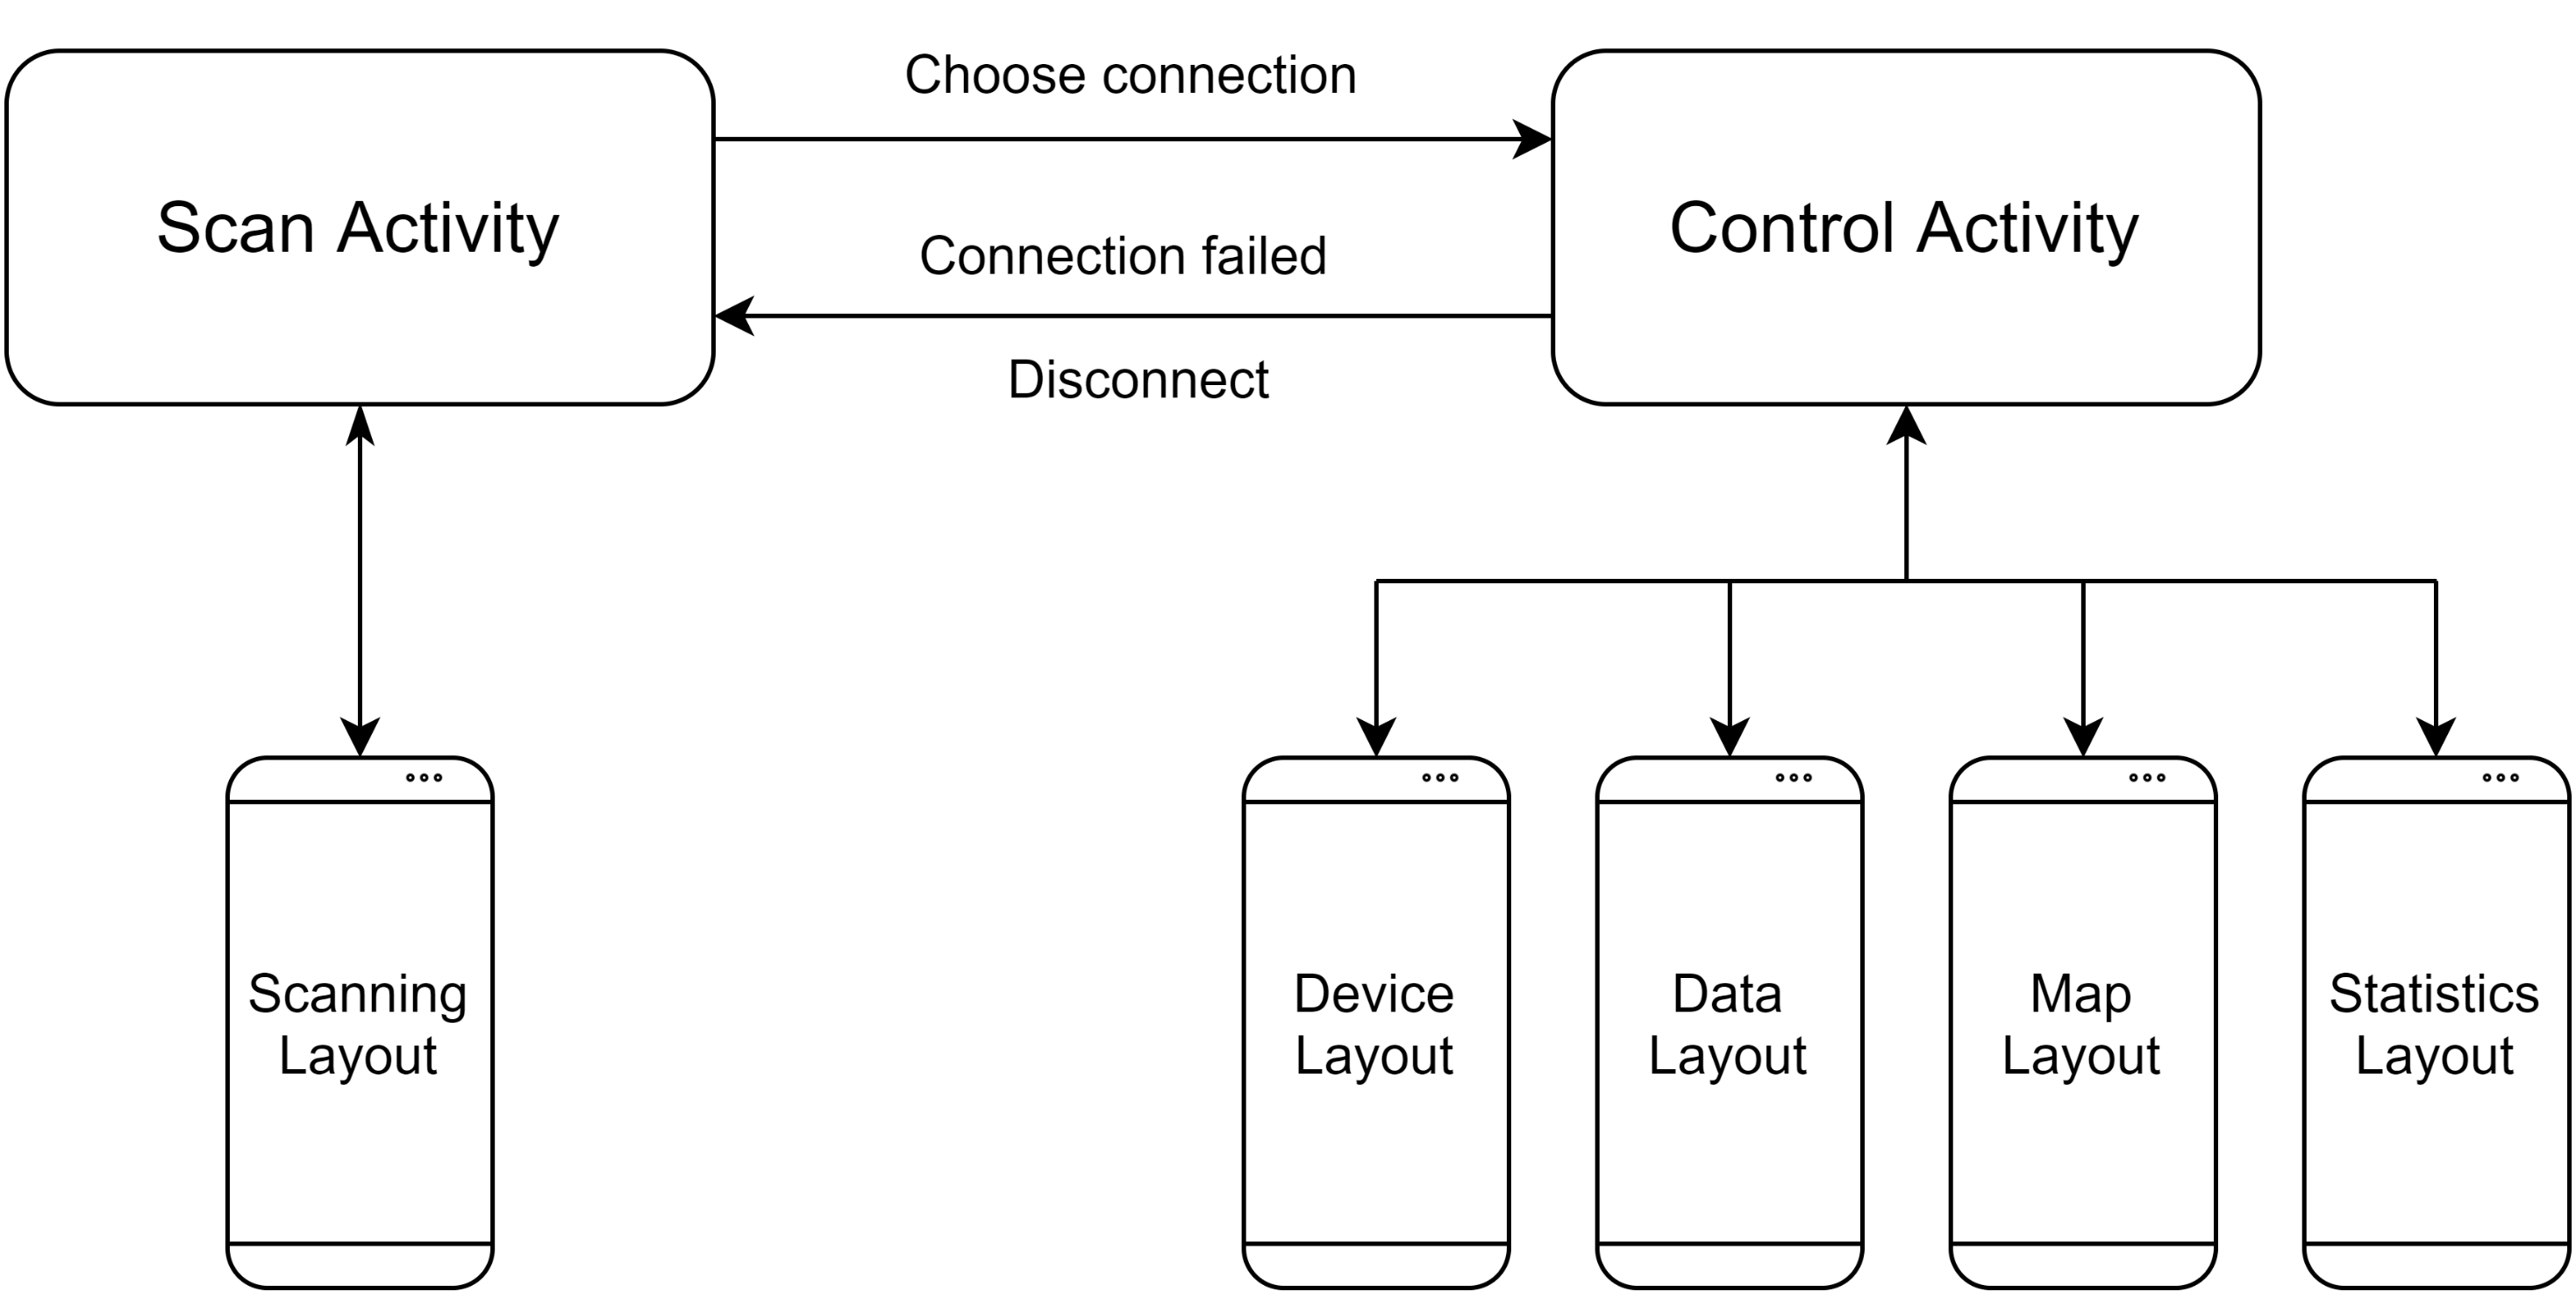 Choose connection
Scan Activity
Control Activity
Connection failed
Disconnect
Scanning
Layout
Device
Layout
Data
Layout
Map
Layout
Statistics
Layout